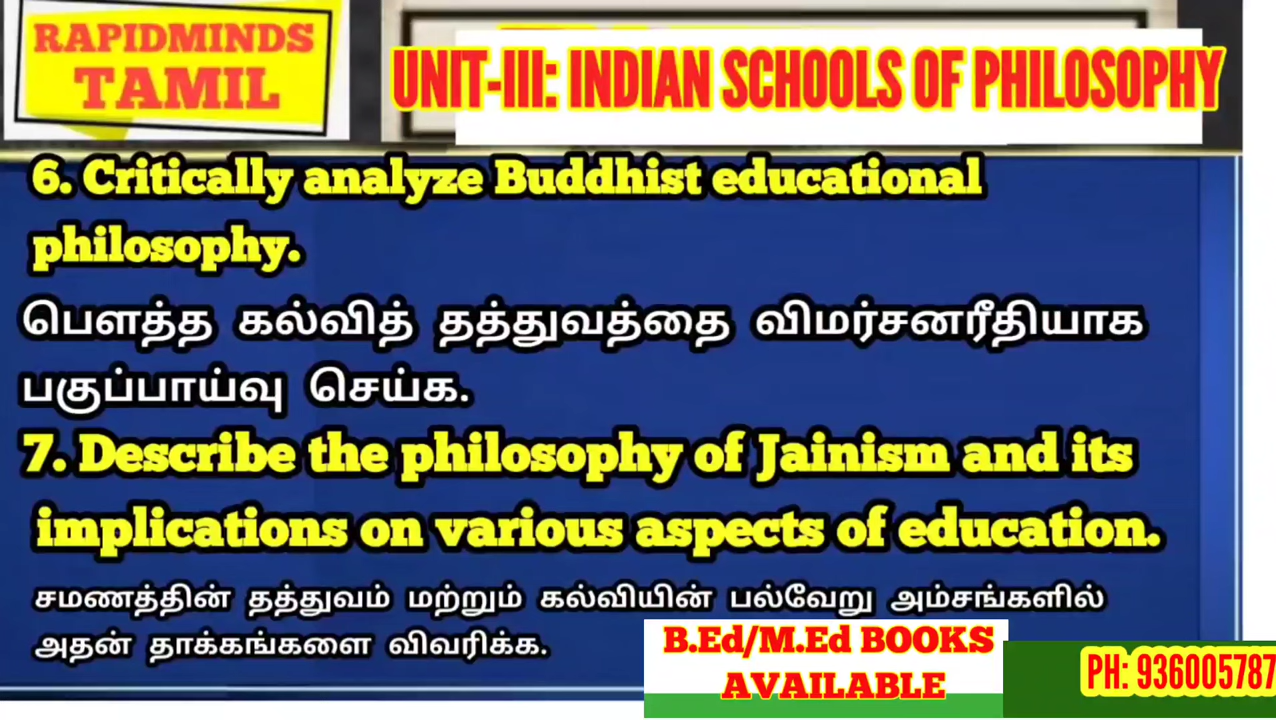 RAPIDMINDS
TAMIL
UNIT-III: INDIAN SCHOOLS OF PHILOSOPHY
6. Critically analyze Buddhist educational
philosophy.
பௌத்த கல்வித் தத்துவத்தை விமர்சனரீதியாக
பகுப்பாய்வு செய்க.
7. Describe the philosophy of Jainism and its
implications on various aspects of education.
சமணத்தின் தத்துவம் மற்றும் கல்வியின் பல்வேறு அம்சங்களில்
அதன் தாக்கங்களை விவரிக்க.
B.Ed/M.Ed BOOKS
AVAILABLE
PH: 936005787